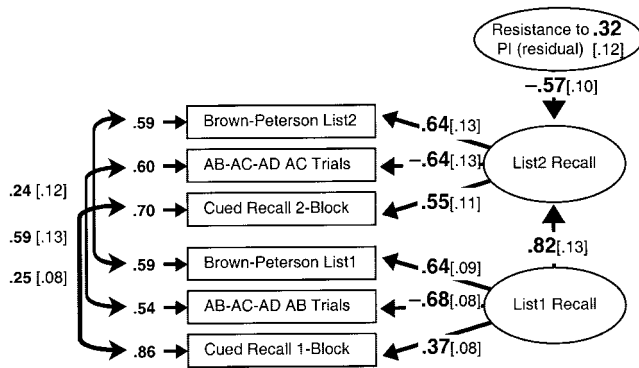 Resistance to .32
PI (residual) [.12]
–.57[.10]
.59 Brown-Peterson List2 .64[.13]
.60 AB-AC-AD AC Trials –.64[.13] List2 Recall
.24 [.12]
.70 Cued Recall 2-Block .55[.11]
.59 [.13]
.82[.13]
.25 [.08]
.59 Brown-Peterson List1 .64[.09]
.54 AB-AC-AD AB Trials –.68[.08] List1 Recall
.86 Cued Recall 1-Block .37[.08]